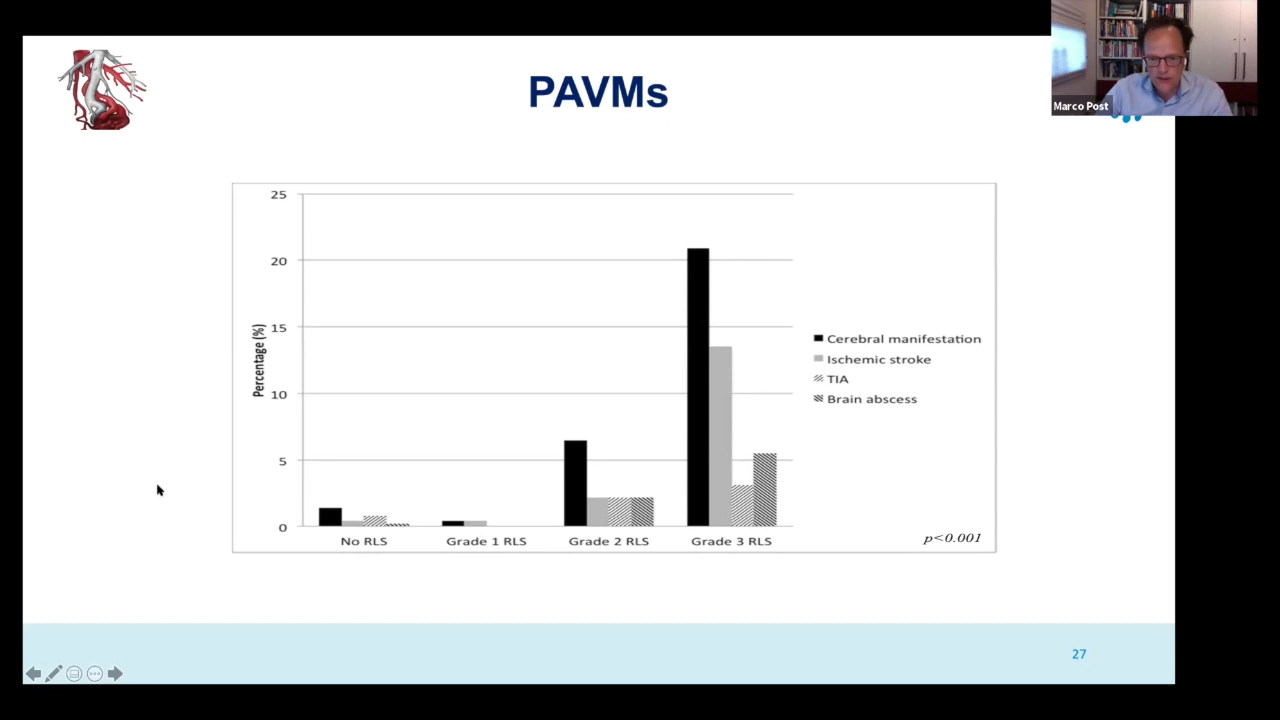 PAVMs
Marco Post
25
20
15
10
5
0
Percentage (%)
No RLS
Grade 1 RLS
Grade 2 RLS
Grade 3 RLS
Cerebral manifestation
Ischemic stroke
TIA
Brain abscess
p<0.001
27